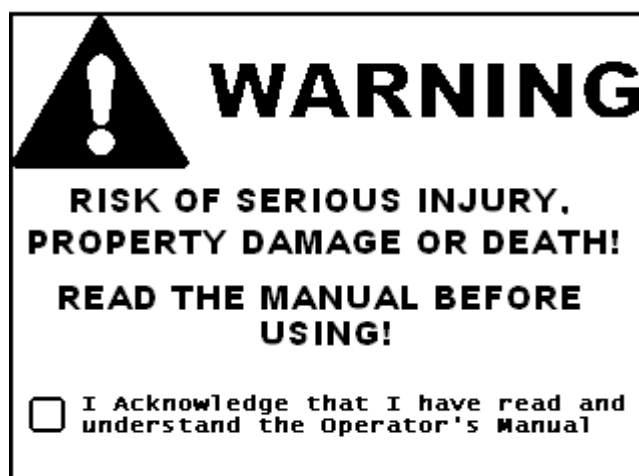 WARNING
RISK OF SERIOUS INJURY,
PROPERTY DAMAGE OR DEATH!
READ THE MANUAL BEFORE
USING!
I Acknowledge that I have read and
understand the Operator's Manual